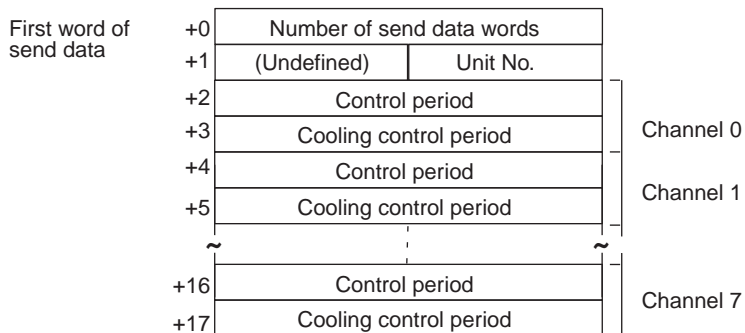 First word of send data
+0 Number of send data words
+1 (Undefined) Unit No.
+2 Control period
+3 Cooling control period
Channel 0
+4 Control period
+5 Cooling control period
Channel 1
~ ~
+16 Control period
+17 Cooling control period
Channel 7